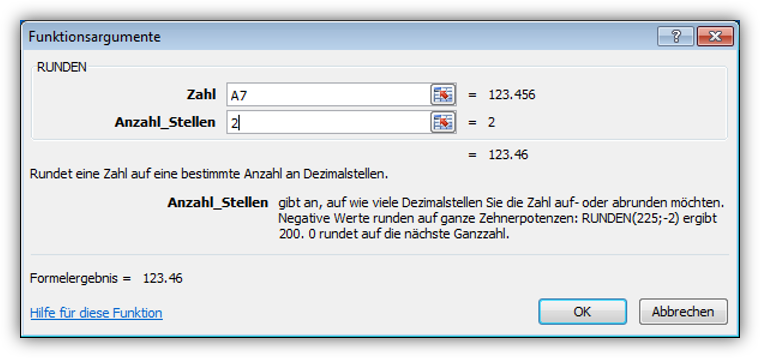 Funktionsargumente
RUNDEN
Zahl A7 = 123.456
Anzahl_Stellen 2 = 2
= 123.46
Rundet eine Zahl auf eine bestimmte Anzahl an Dezimalstellen.
Anzahl_Stellen gibt an, auf wie viele Dezimalstellen Sie die Zahl auf- oder abrunden möchten.
Negative Werte runden auf ganze Zehnerpotenzen: RUNDEN(225;-2) ergibt
200. 0 rundet auf die nächste Ganzzahl.
Formelergebnis = 123.46
Hilfe für diese Funktion OK Abbrechen